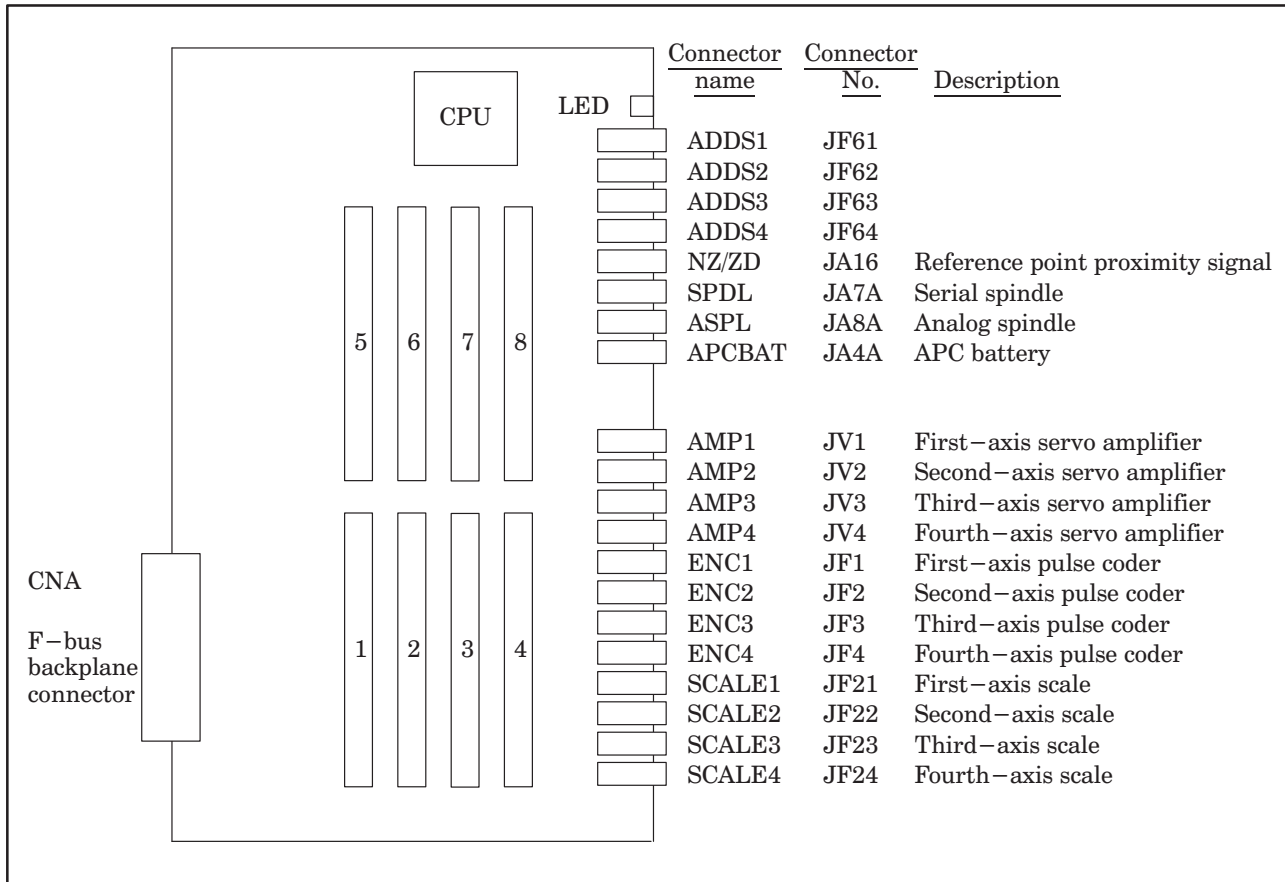 Connector name Connector No. Description
CPU
LED
ADDS1 JF61
ADDS2 JF62
ADDS3 JF63
ADDS4 JF64
NZ/ZD JA16 Reference point proximity signal
SPDL JA7A Serial spindle
ASPL JA8A Analog spindle
APCBAT JA4A APC battery
5 6 7 8
AMP1 JV1 First−axis servo amplifier
AMP2 JV2 Second−axis servo amplifier
AMP3 JV3 Third−axis servo amplifier
AMP4 JV4 Fourth−axis servo amplifier
ENC1 JF1 First−axis pulse coder
ENC2 JF2 Second−axis pulse coder
ENC3 JF3 Third−axis pulse coder
ENC4 JF4 Fourth−axis pulse coder
SCALE1 JF21 First−axis scale
SCALE2 JF22 Second−axis scale
SCALE3 JF23 Third−axis scale
SCALE4 JF24 Fourth−axis scale
1 2 3 4
CNA
F−bus
backplane
connector